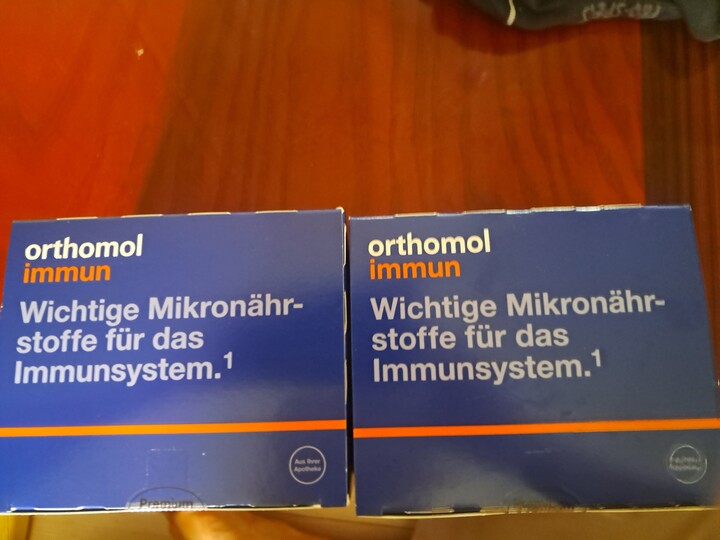 orthomol
immun
Wichtige Mikronähr-
stoffe für das
Immunsystem.1
Aus Ihrer
Apotheke
Premium
orthomol
immun
Wichtige Mikronähr-
stoffe für das
Immunsystem.1